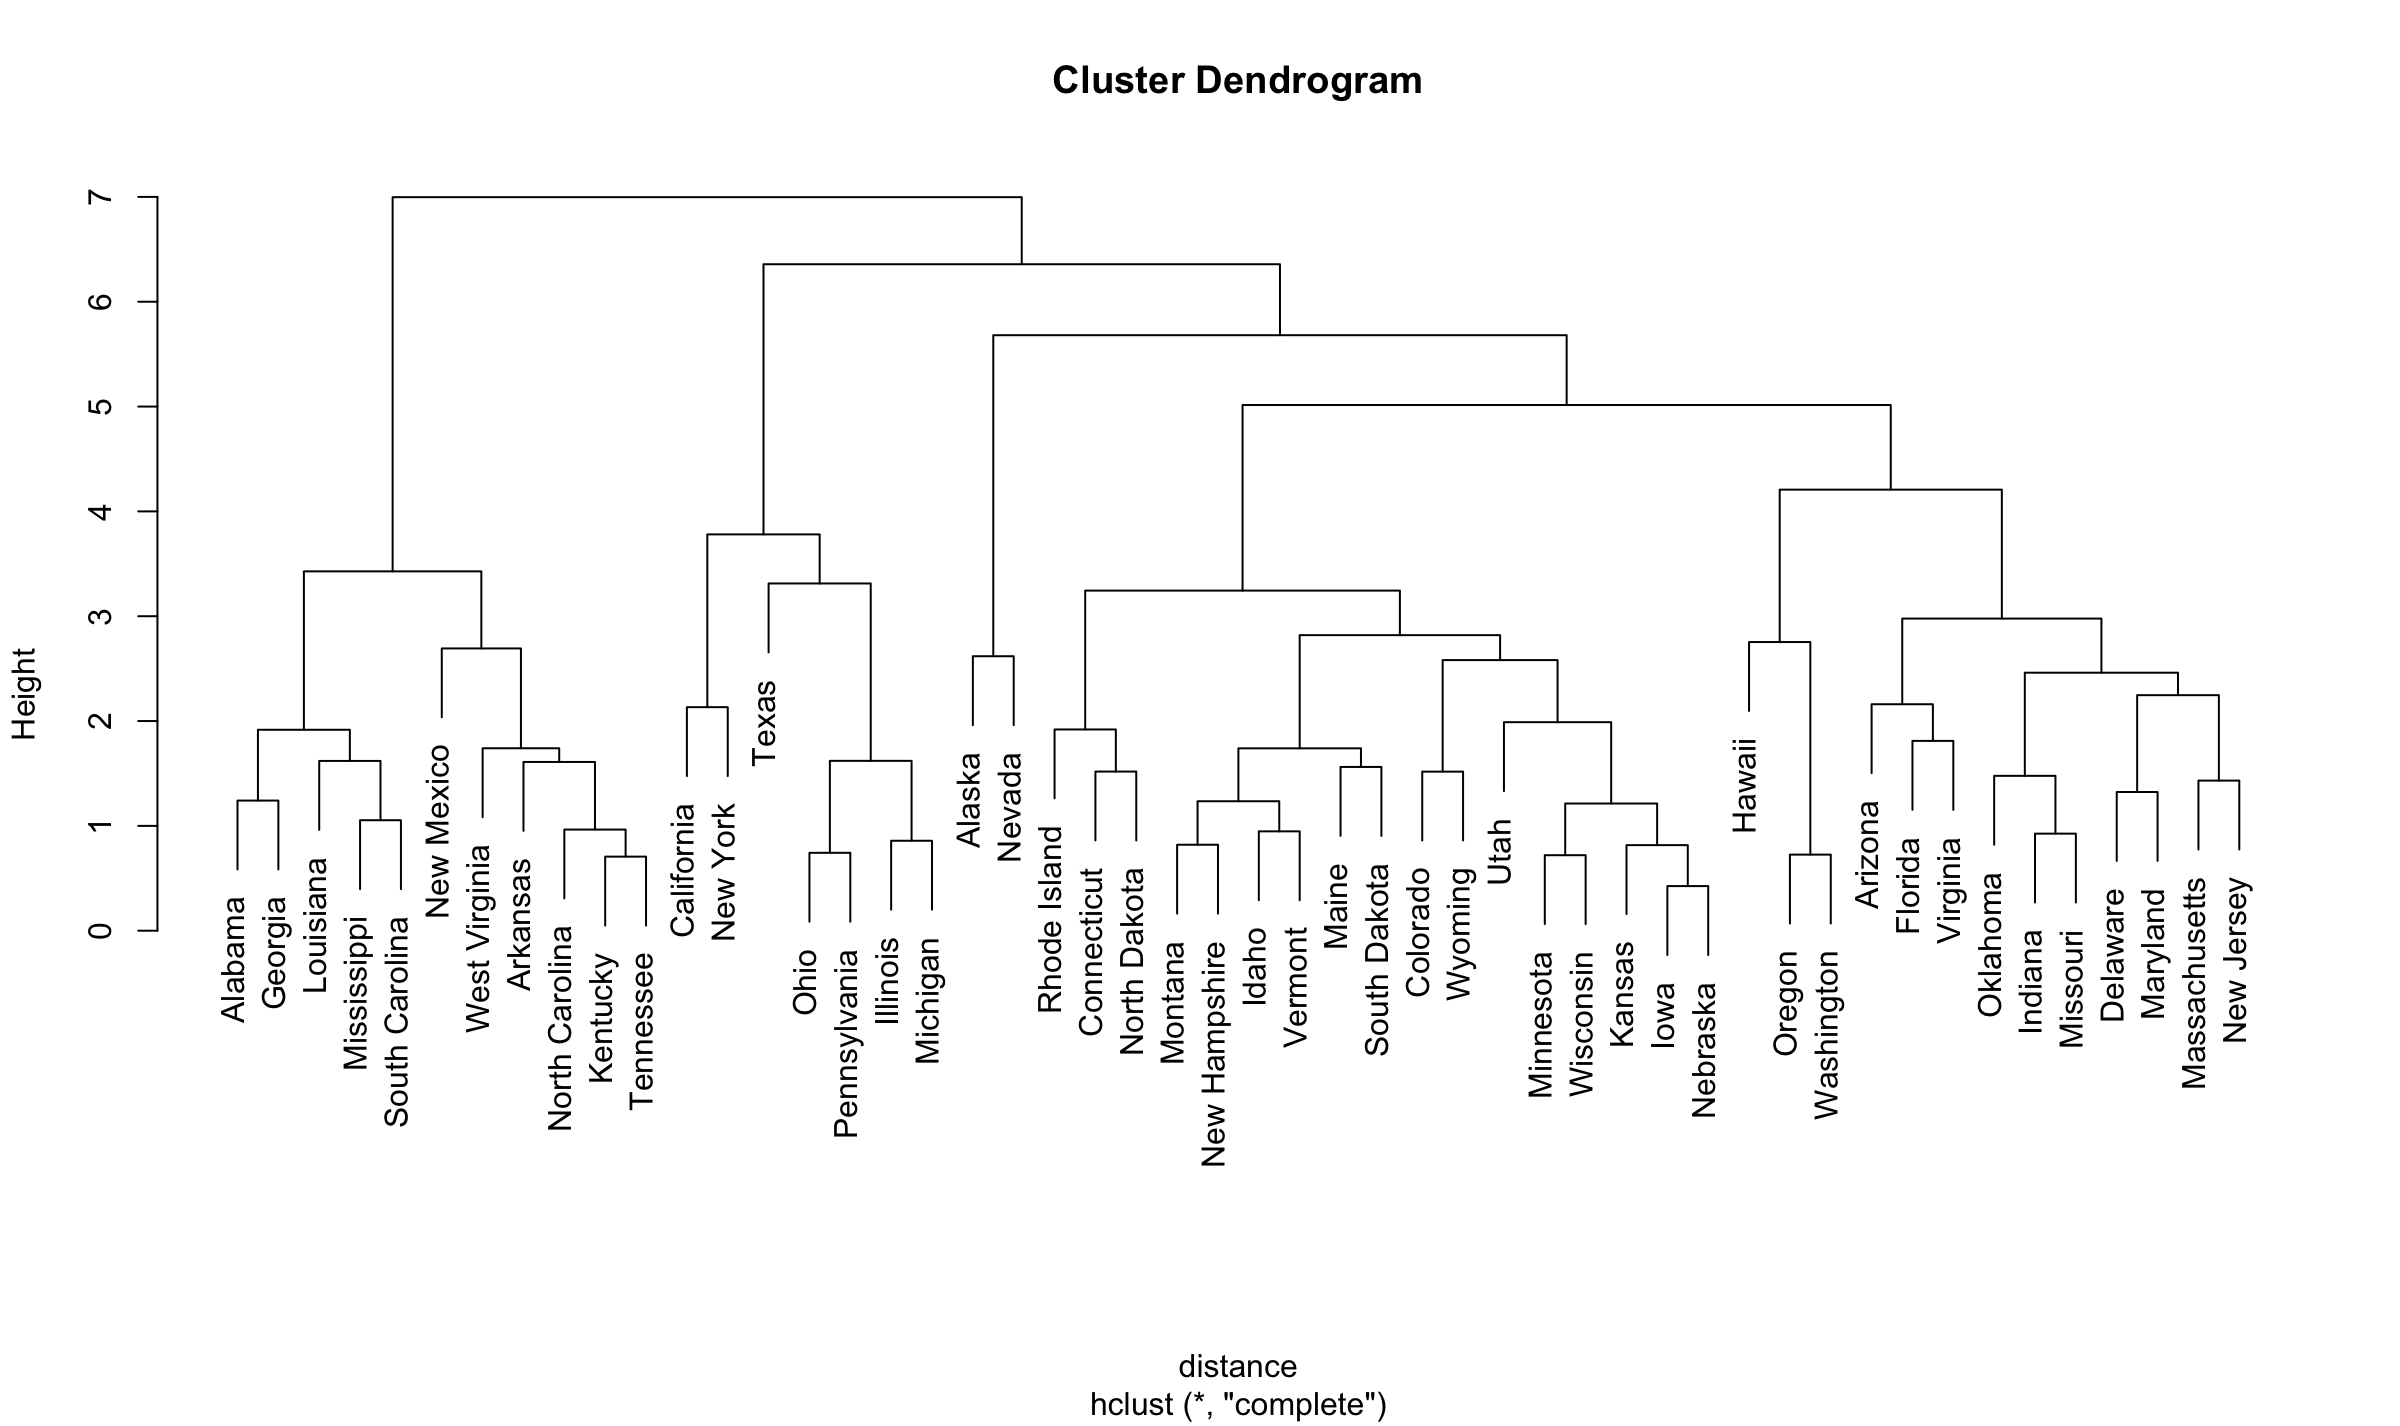 Cluster Dendrogram
Height
7
6
5
4
3
2
1
0
Alabama
Georgia
Louisiana
Mississippi
South Carolina
New Mexico
West Virginia
Arkansas
North Carolina
Kentucky
Tennessee
California
New York
Texas
Ohio
Pennsylvania
Illinois
Michigan
Alaska
Nevada
Rhode Island
Connecticut
North Dakota
Montana
New Hampshire
Idaho
Vermont
Maine
South Dakota
Colorado
Wyoming
Utah
Minnesota
Wisconsin
Kansas
Iowa
Nebraska
Hawaii
Oregon
Washington
Arizona
Florida
Virginia
Oklahoma
Indiana
Missouri
Delaware
Maryland
Massachusetts
New Jersey
distance
hclust (*, "complete")